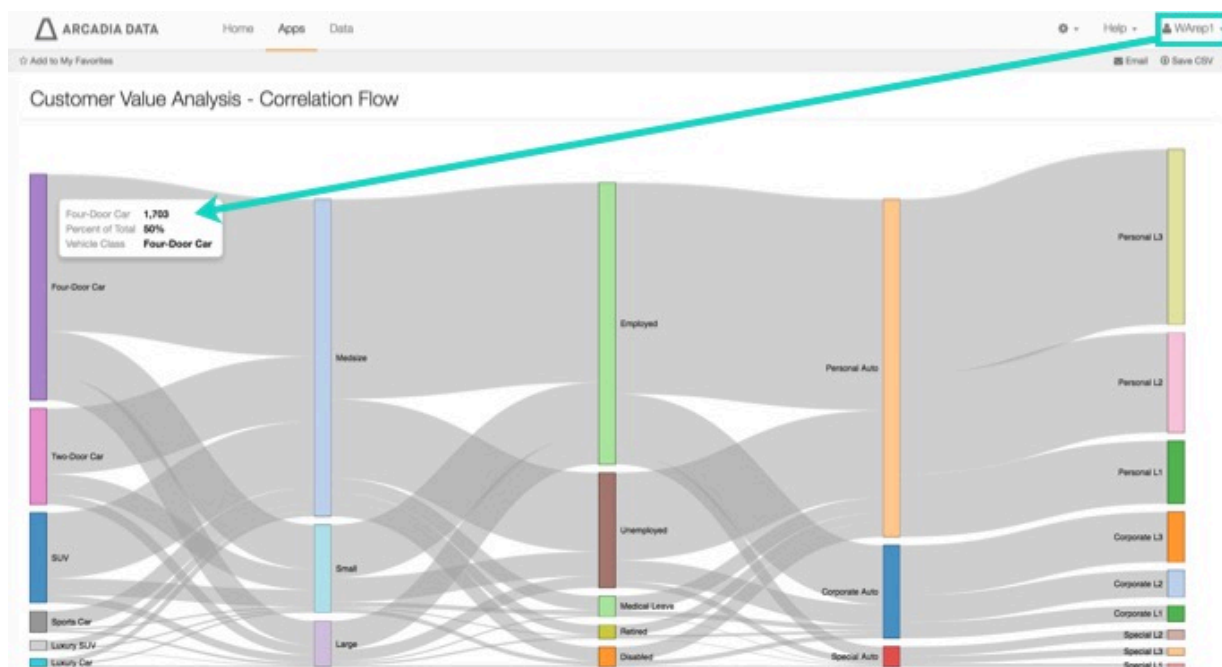 ARCADIA DATA Home Apps Data Help WArep1
Add to My Favorites Email Save CSV
Customer Value Analysis - Correlation Flow
Four-Door Car 1,703
Percent of Total 50%
Vehicle Class Four-Door Car
Four-Door Car
Two-Door Car
SUV
Sports Car
Luxury SUV
Luxury Car
Medsize
Small
Large
Employed
Unemployed
Medical Leave
Retired
Disabled
Personal Auto
Corporate Auto
Special Auto
Personal L3
Personal L2
Personal L1
Corporate L3
Corporate L2
Corporate L1
Special L2
Special L3
Special L1